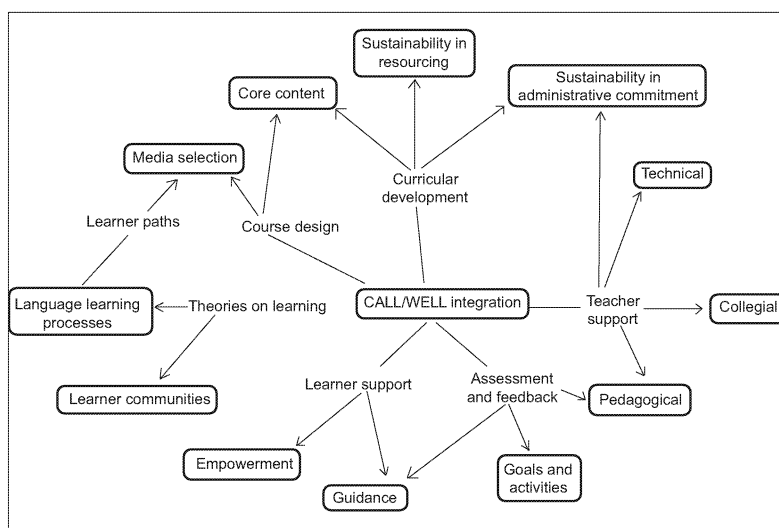 Sustainability in
resourcing
Sustainability in
administrative commitment
Core content
Media selection
Curricular
development
Technical
Learner paths
Course design
Language learning
processes
Theories on learning
CALL/WELL integration
Teacher
support
Collegial
Learner communities
Learner support
Assessment
and feedback
Pedagogical
Empowerment
Guidance
Goals and
activities